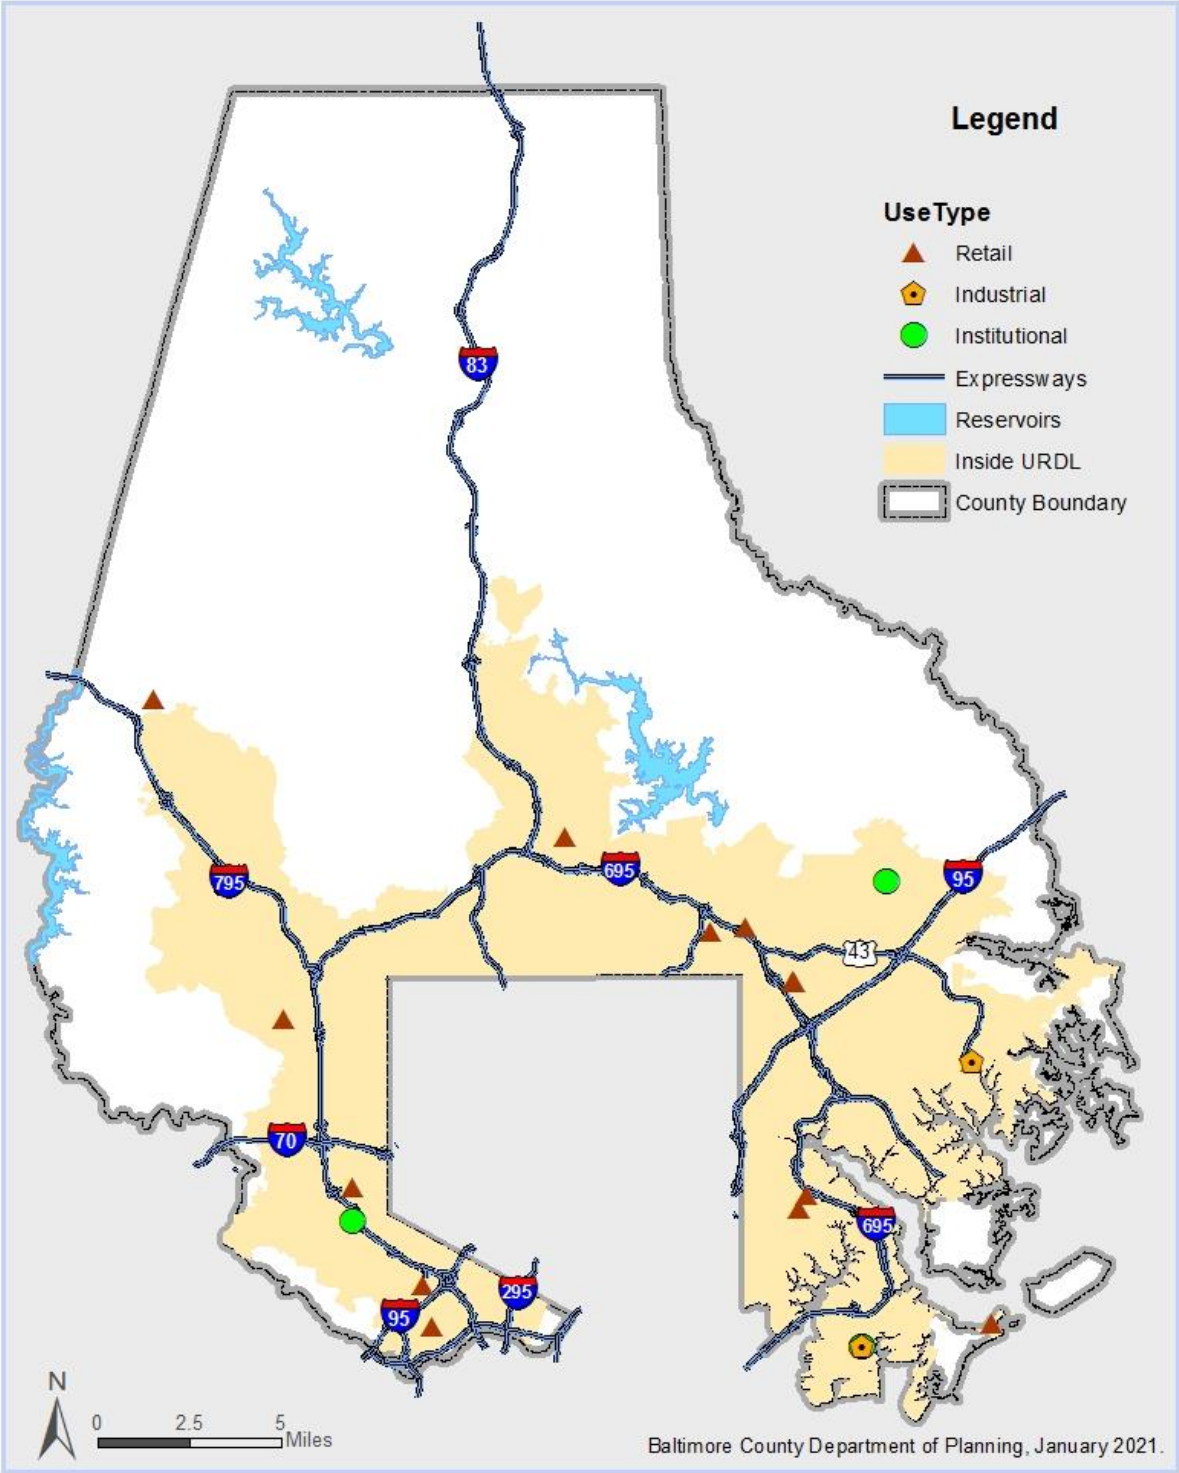 Legend
UseType
Retail
Industrial
Institutional
Expressways
Reservoirs
Inside URDL
County Boundary
83
795
695
95
43
70
695
295
95
N
0 2.5 5
Miles
Baltimore County Department of Planning, January 2021.